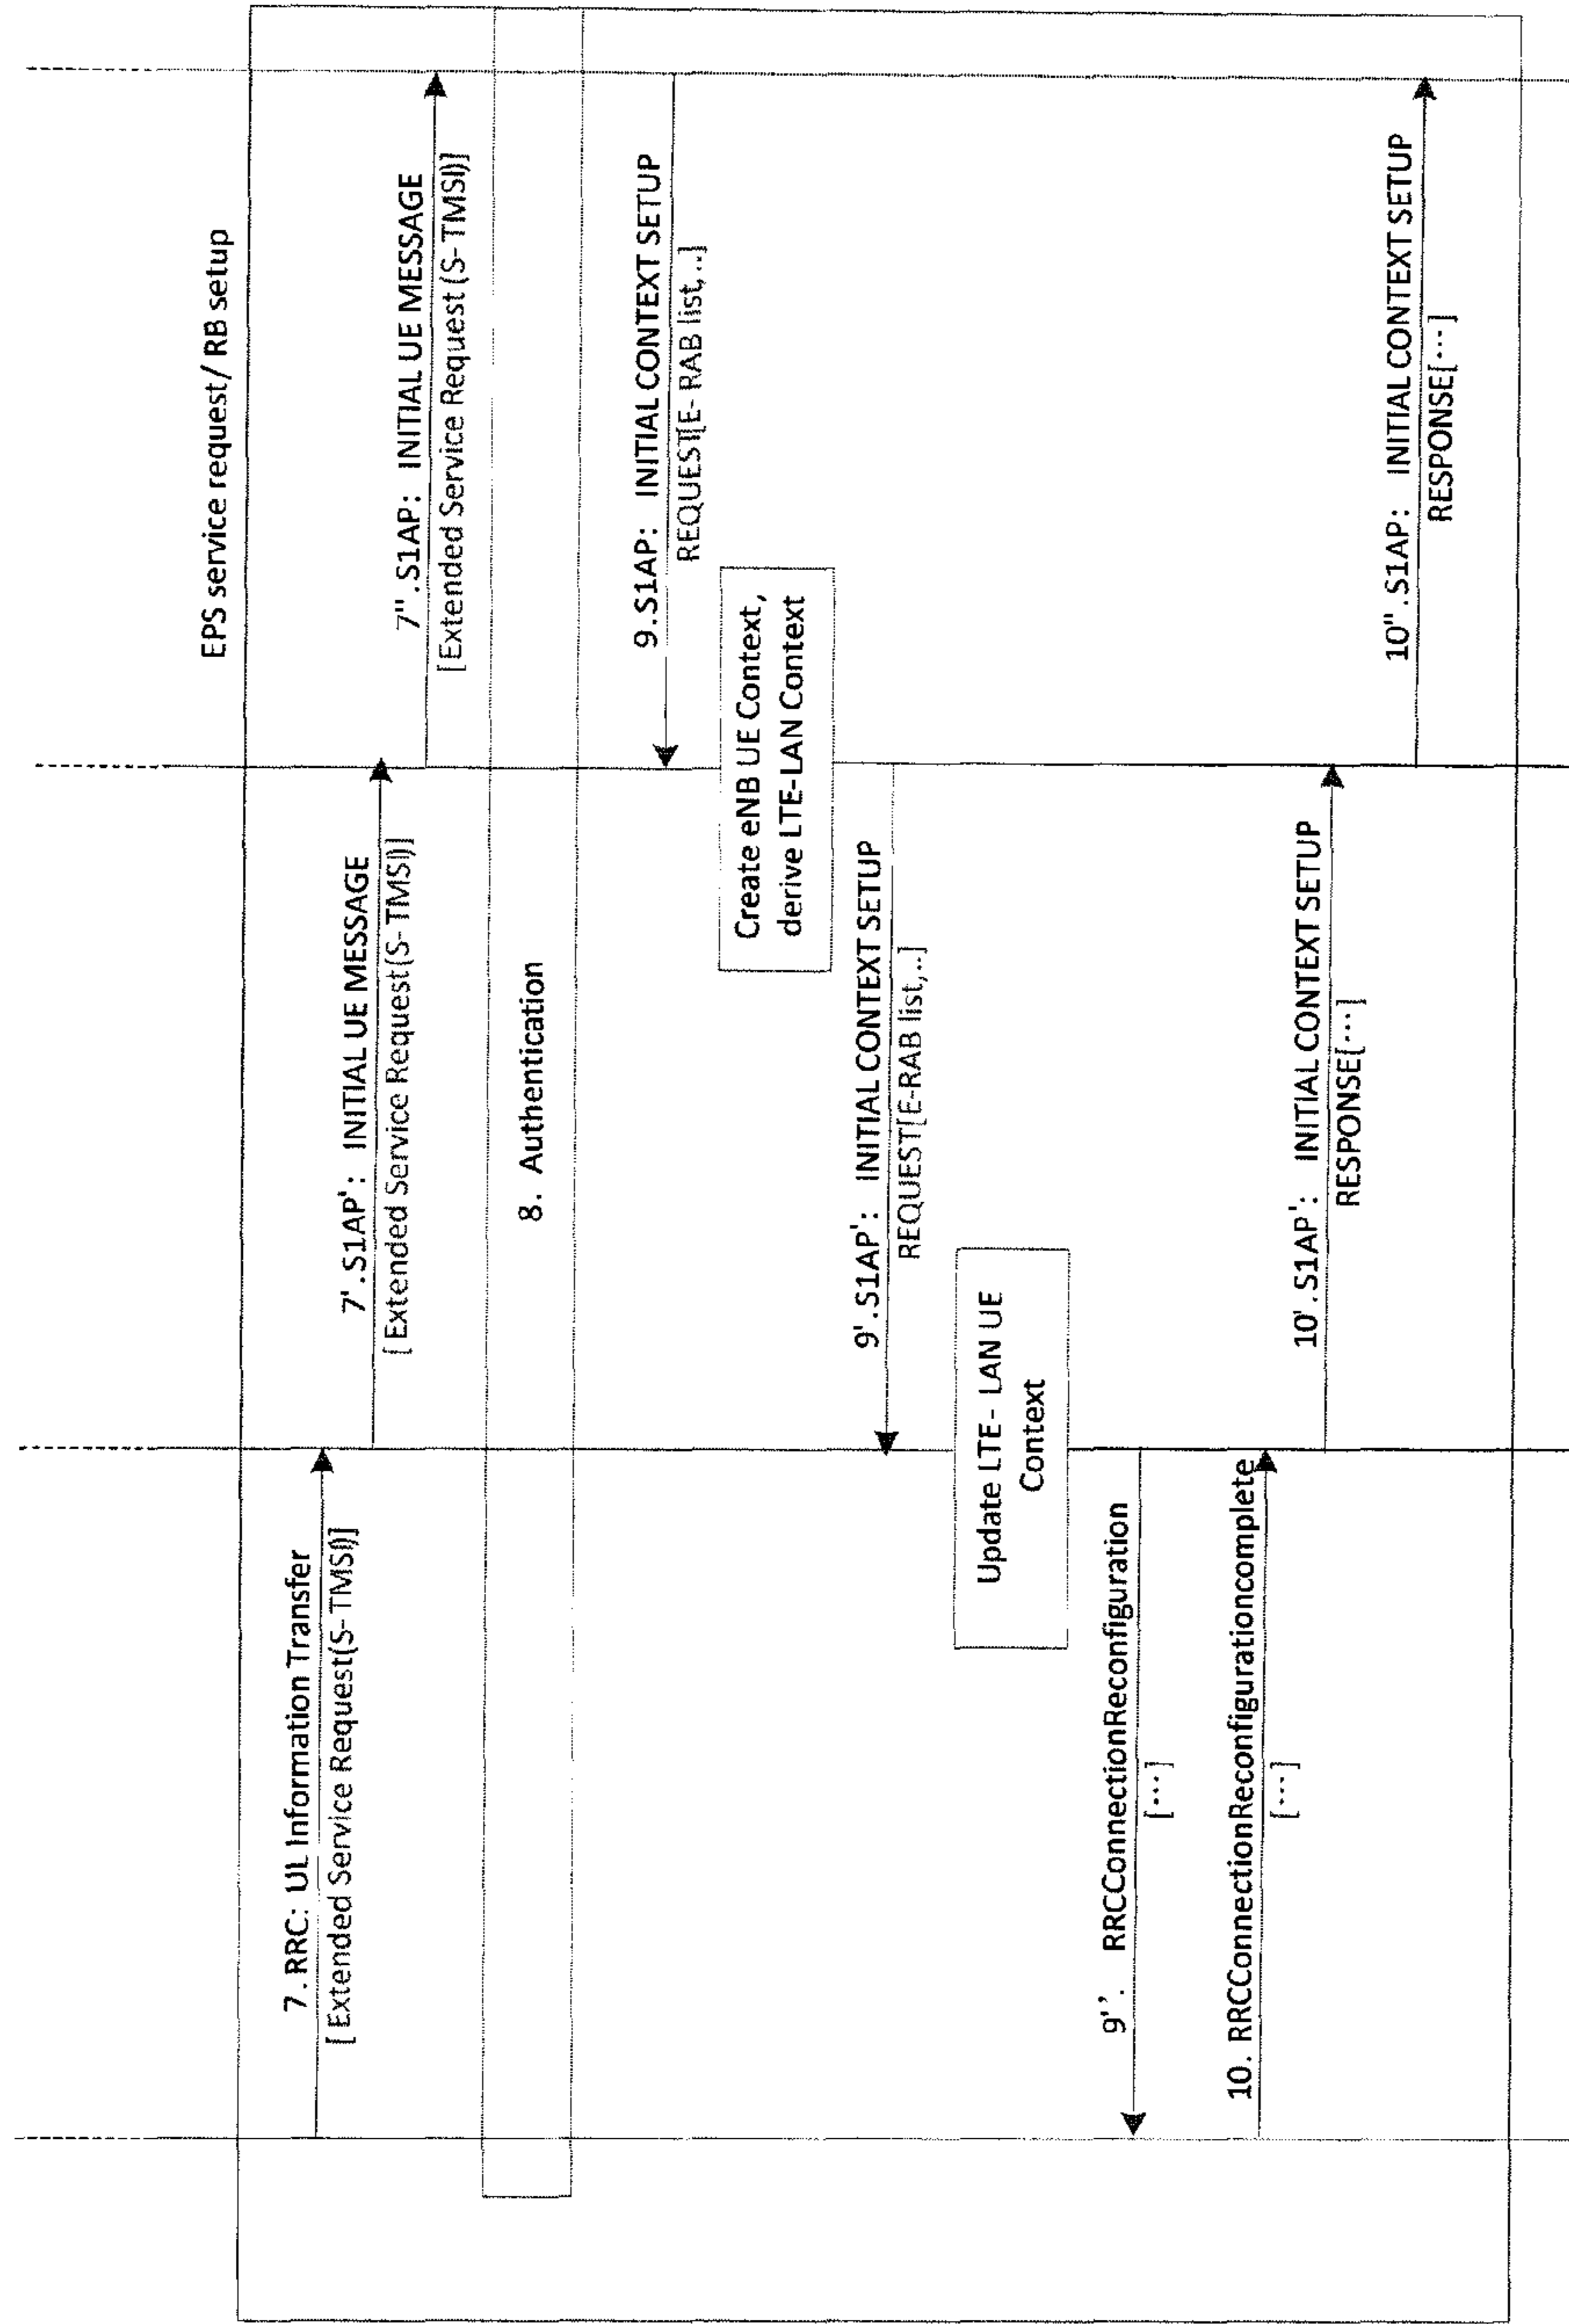 EPS service request/ RB setup
7. RRC: UL Information Transfer
[Extended Service Request(S-TMSI)]
7'.S1AP': INITIAL UE MESSAGE
[Extended Service Request(S-TMSI)]
7".S1AP: INITIAL UE MESSAGE
[Extended Service Request(S-TMSI)]
8. Authentication
9.S1AP: INITIAL CONTEXT SETUP
REQUEST[E-RAB list,..]
Create eNB UE Context,
derive LTE-LAN Context
9'.S1AP': INITIAL CONTEXT SETUP
REQUEST[E-RAB list,..]
Update LTE-LAN UE
Context
9''. RRCConnectionReconfiguration
[...]
10. RRCConnectionReconfigurationcomplete
[...]
10'.S1AP': INITIAL CONTEXT SETUP
RESPONSE[...]
10".S1AP: INITIAL CONTEXT SETUP
RESPONSE[...]